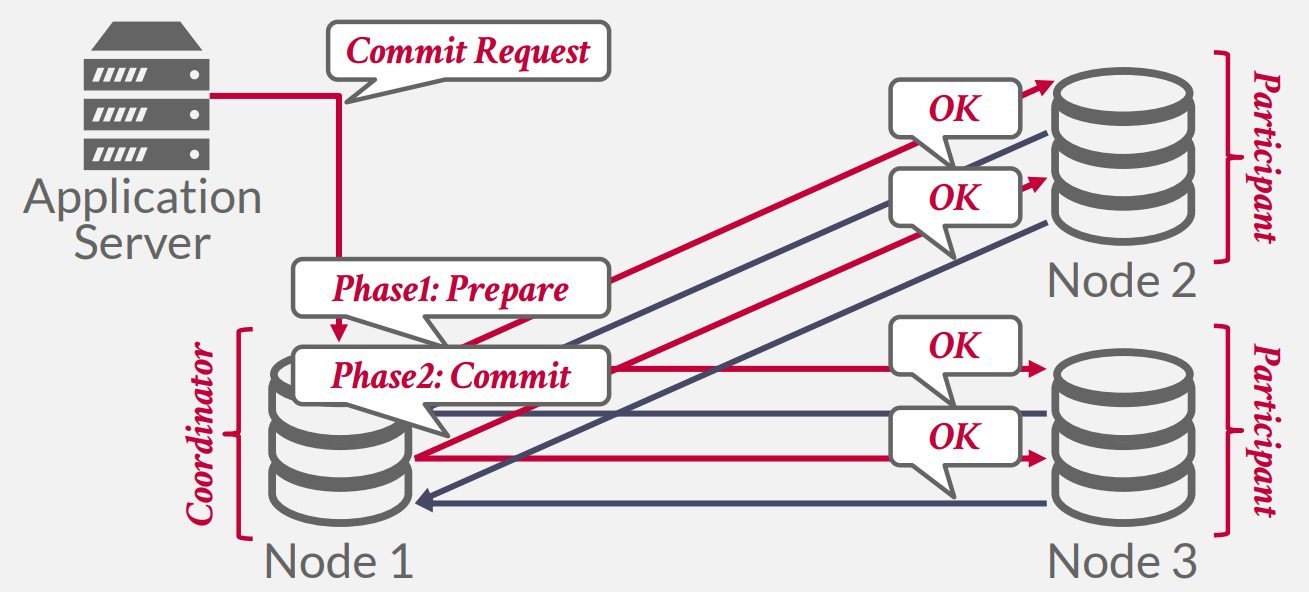 Commit Request
Application
Server
Phase1: Prepare
Phase2: Commit
Coordinator
Node 1
OK
OK
Participant
Node 2
OK
OK
Participant
Node 3